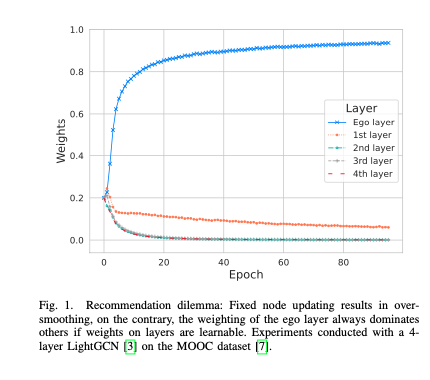 1.0
0.8
0.6
0.4
0.2
0.0
Weights
Layer
Ego layer
1st layer
2nd layer
3rd layer
4th layer
0 20 40 60 80
Epoch
Fig. 1. Recommendation dilemma: Fixed node updating results in over-
smoothing, on the contrary, the weighting of the ego layer always dominates
others if weights on layers are learnable. Experiments conducted with a 4-
layer LightGCN [3] on the MOOC dataset [7].